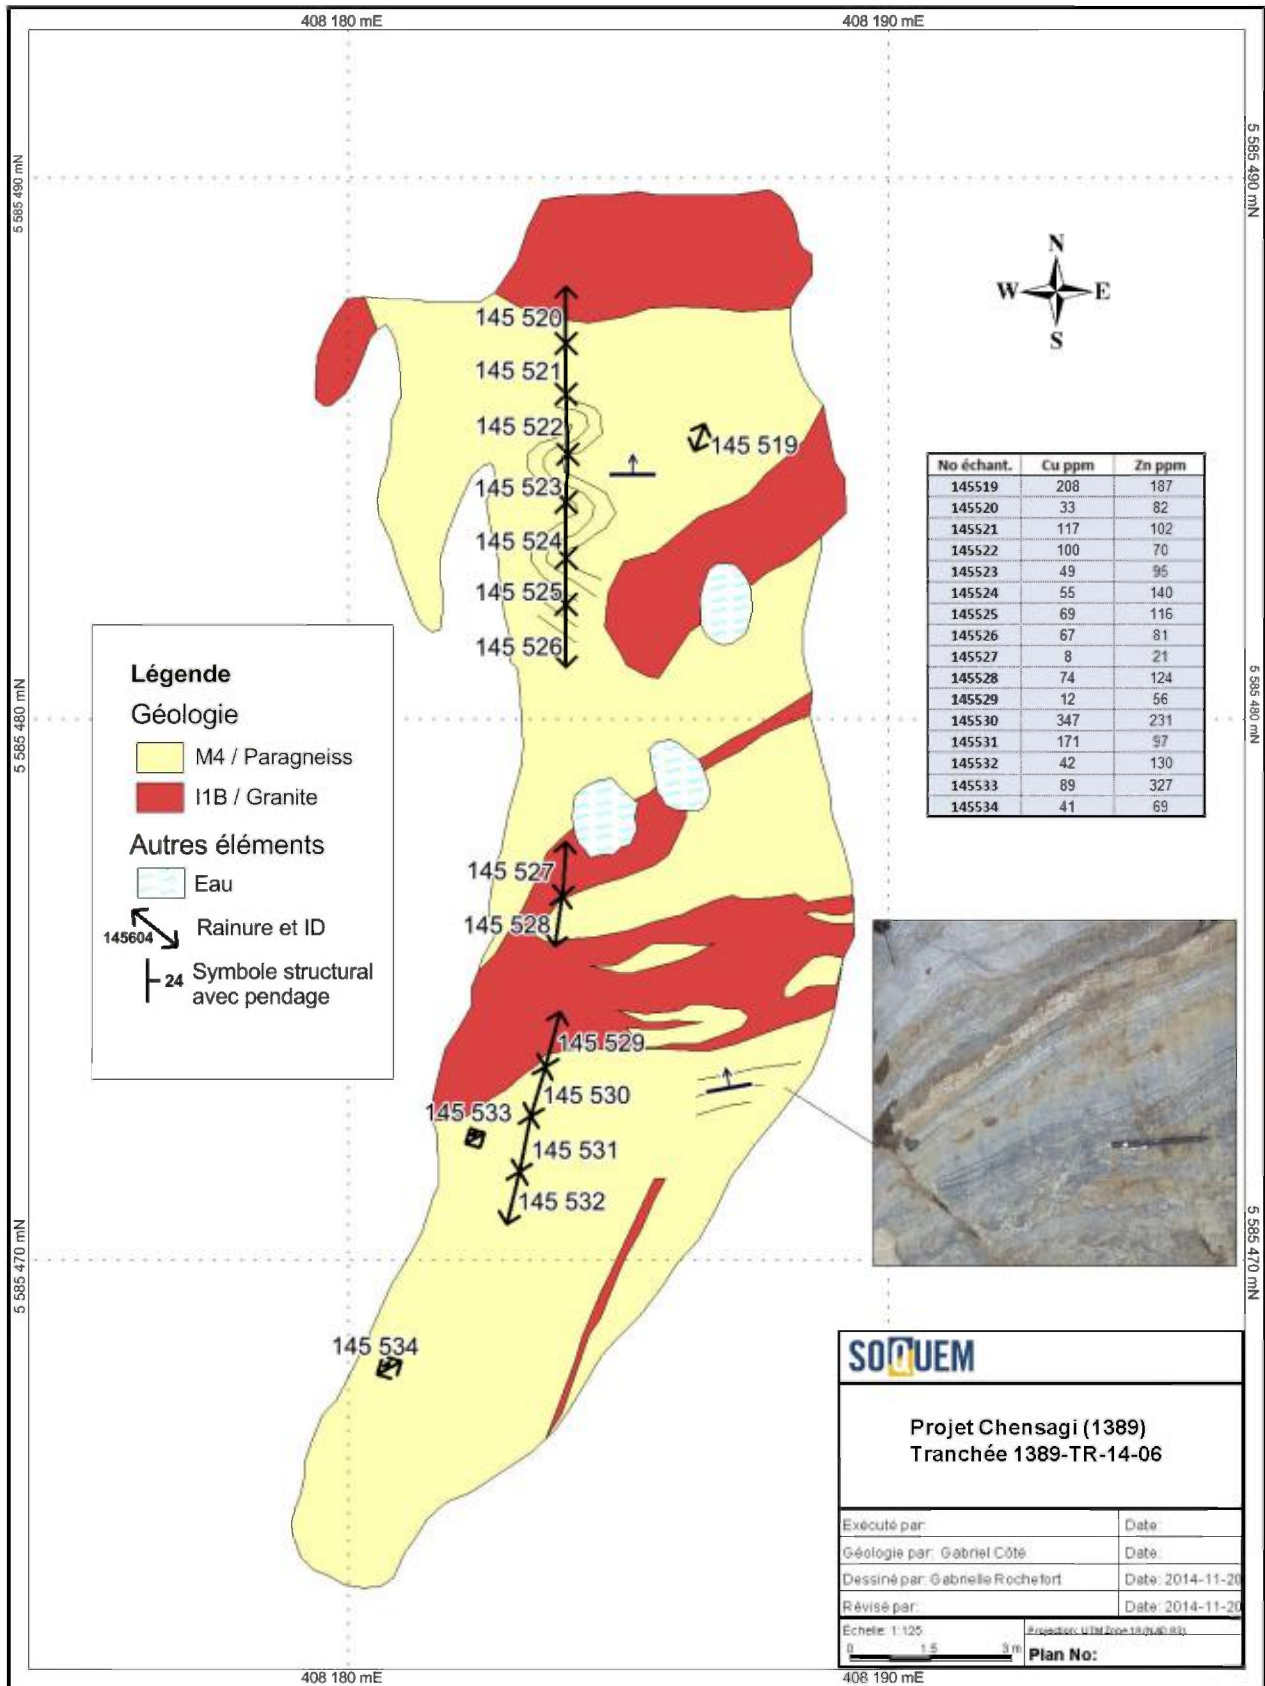 408 180 mE
408 190 mE
5 585 490 mN
5 585 490 mN
N
W E
S
145 520
145 521
145 522
145 519
145 523
145 524
145 525
145 526
No échant. Cu ppm Zn ppm
145519 208 187
145520 33 82
145521 117 102
145522 100 70
145523 49 95
145524 55 140
145525 69 116
145526 67 81
145527 8 21
145528 74 124
145529 12 56
145530 347 231
145531 171 97
145532 42 130
145533 89 327
145534 41 69
Légende
Géologie
M4 / Paragneiss
I1B / Granite
Autres éléments
Eau
145604 Rainure et ID
24 Symbole structural
avec pendage
5 585 480 mN
5 585 480 mN
145 527
145 528
145 529
145 530
145 533
145 531
145 532
5 585 470 mN
5 585 470 mN
145 534
SOQUEM
Projet Chensagi (1389)
Tranchée 1389-TR-14-06
Exécuté par: Date:
Géologie par: Gabriel Côté Date:
Dessiné par: Gabrielle Rochefort Date: 2014-11-20
Révisé par: Date: 2014-11-20
Échelle: 1:125
Projection: UTM Zone 18 (NAD 83)
0 1.5 3 m
Plan No:
408 180 mE
408 190 mE